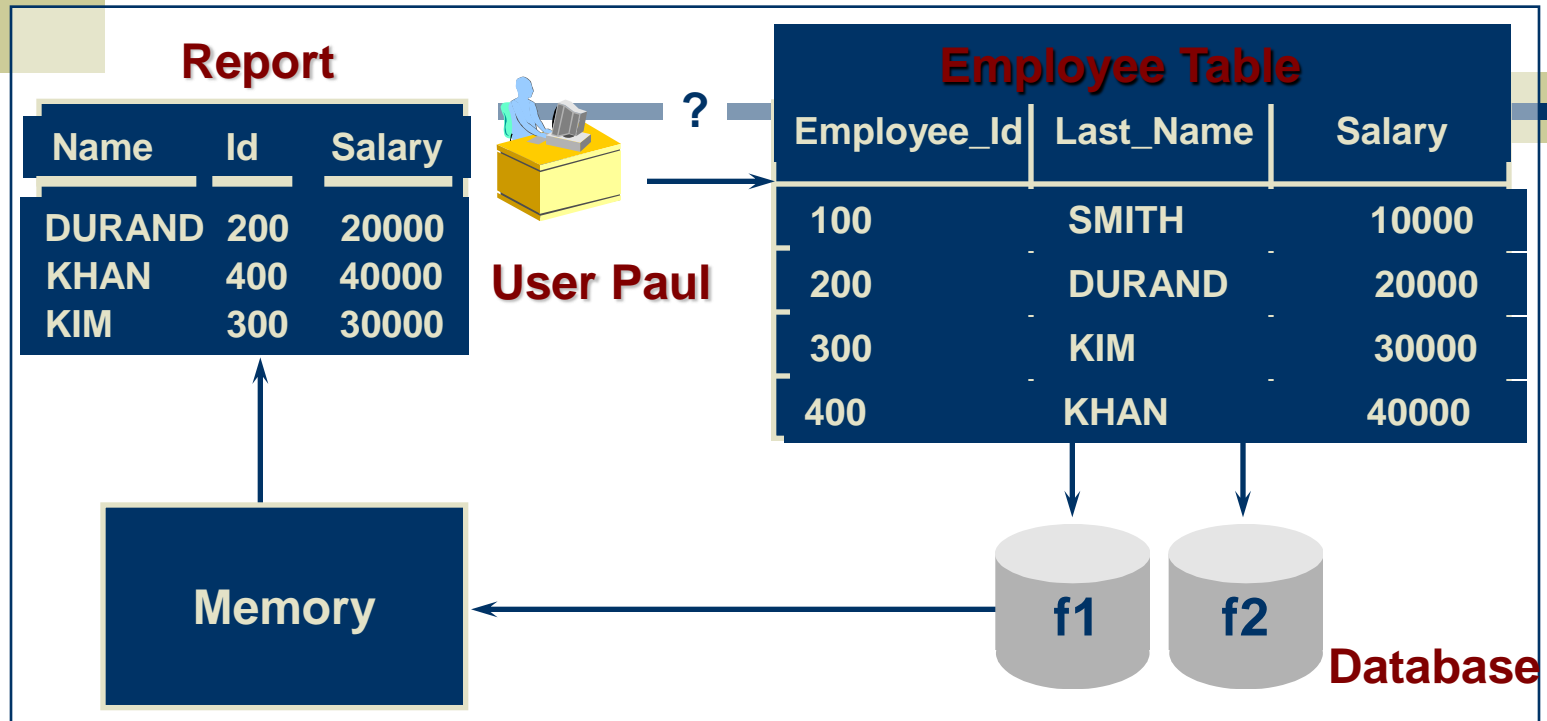 Report
Name Id Salary
DURAND 200 20000
KHAN 400 40000
KIM 300 30000
?
User Paul
Employee Table
Employee_Id Last_Name Salary
100 SMITH 10000
200 DURAND 20000
300 KIM 30000
400 KHAN 40000
Memory
f1 f2
Database